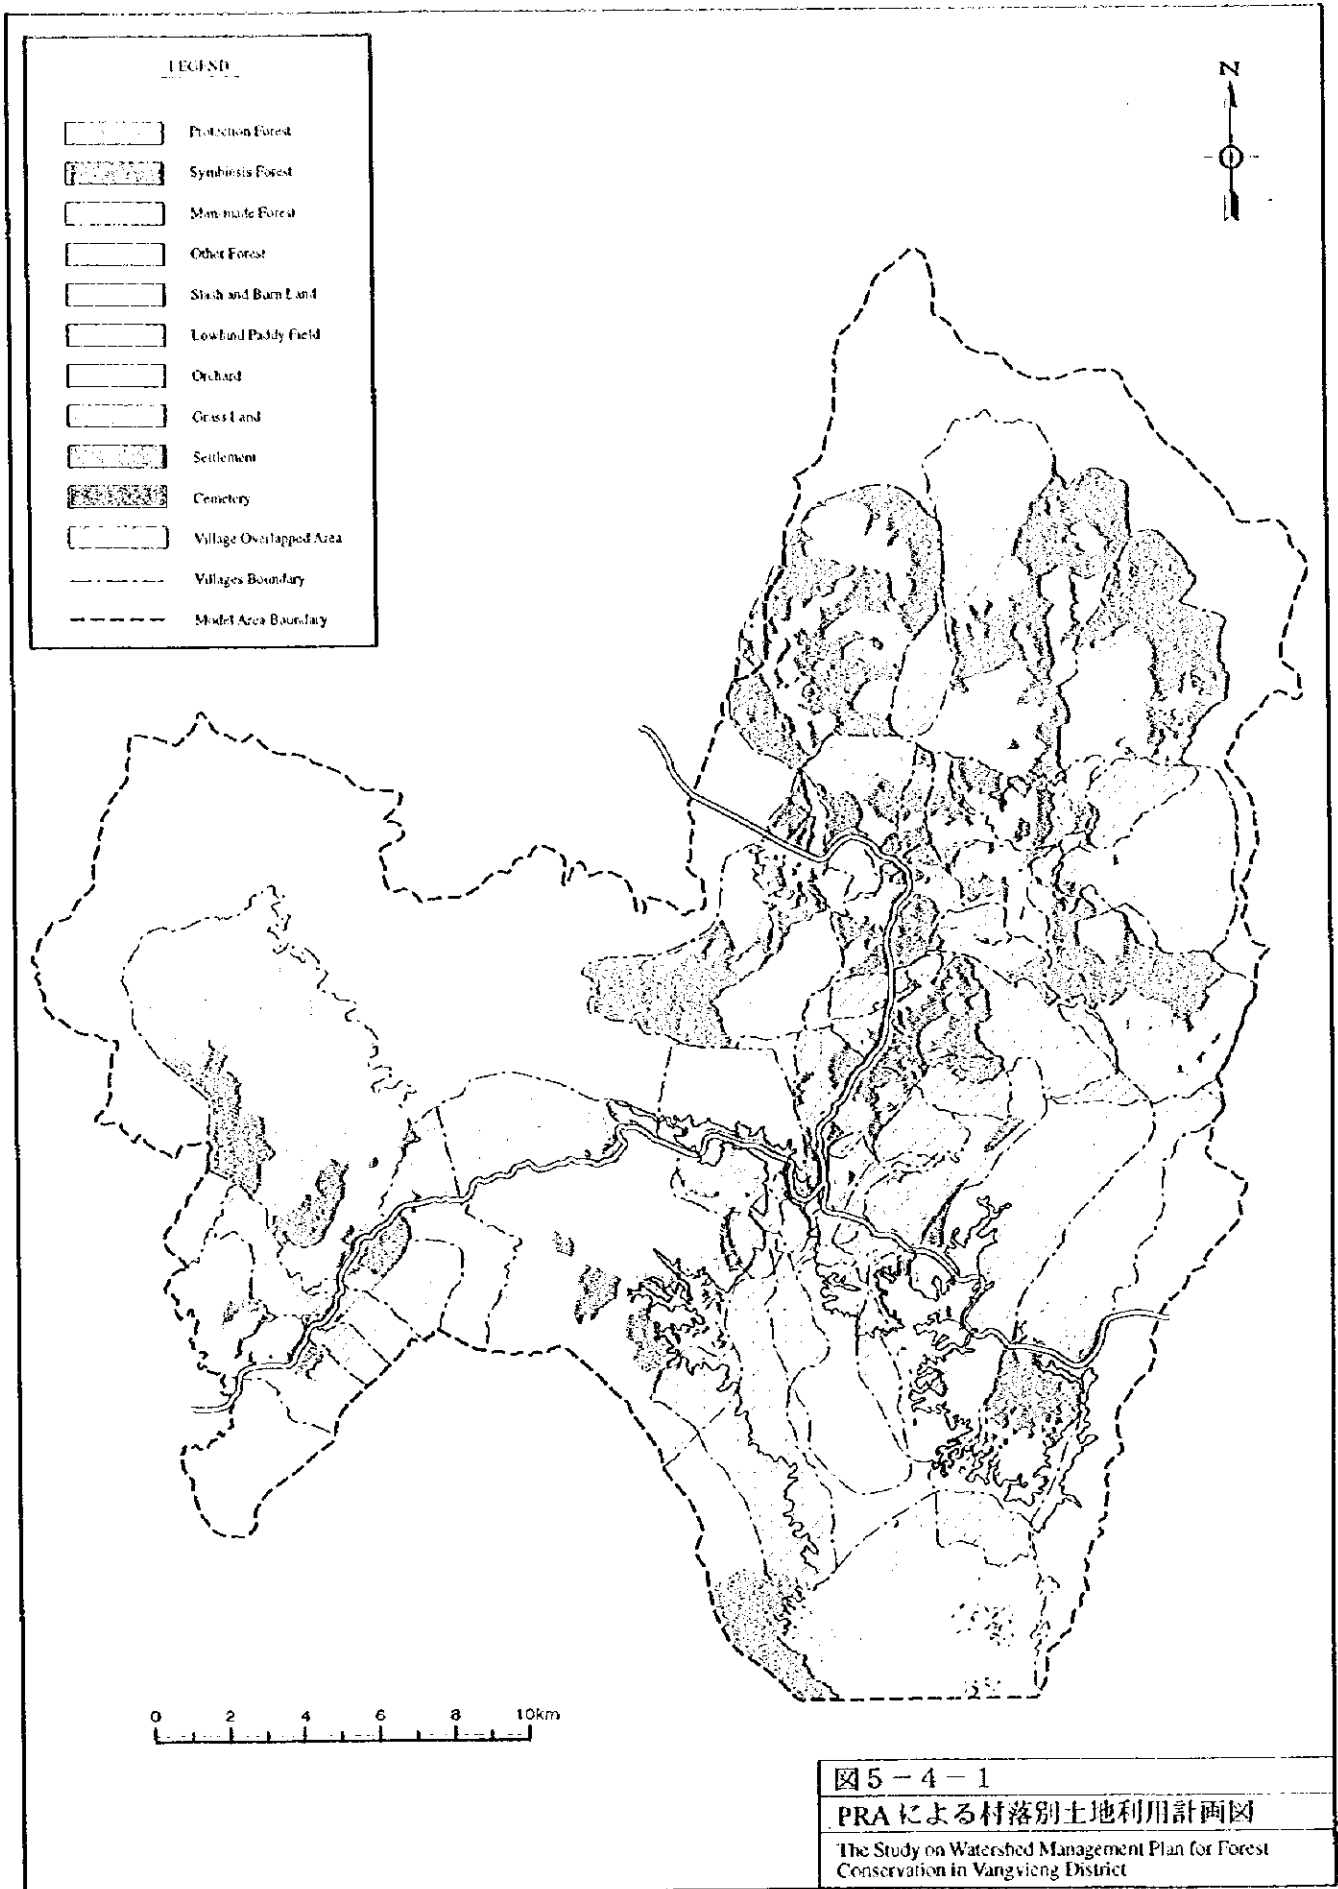 LEGEND
Protection Forest
Symbiosis Forest
Man-made Forest
Other Forest
Slash and Burn Land
Lowland Paddy Field
Orchard
Grass Land
Settlement
Cemetery
Village Overlapped Area
Villages Boundary
Model Area Boundary
N
0 2 4 6 8 10km
図5-4-1
PRAによる村落別土地利用計画図
The Study on Watershed Management Plan for Forest
Conservation in Vangvieng District